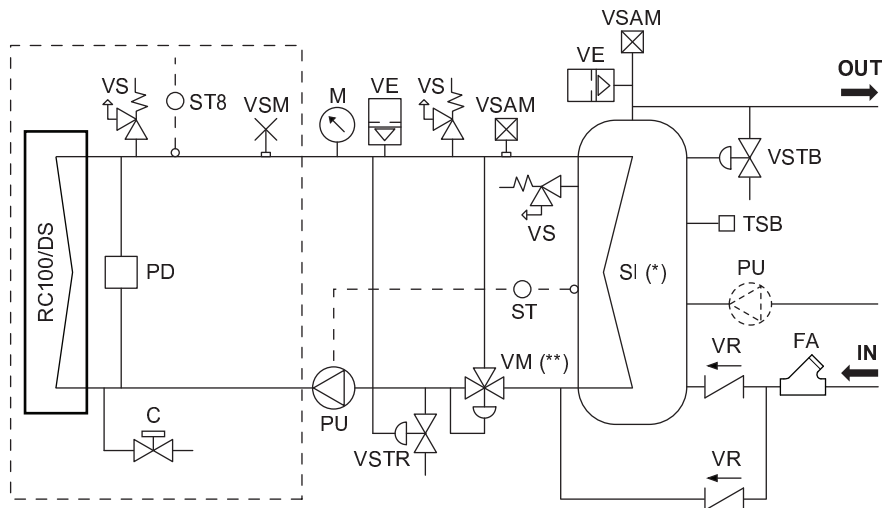 VSAM
VE
OUT
VS
ST8
VSM
M
VE
VS
VSAM
VSTB
RC100/DS
PD
VS
TSB
SI (*)
PU
ST
VM (**)
VR
FA
IN
C
PU
VSTR
VR